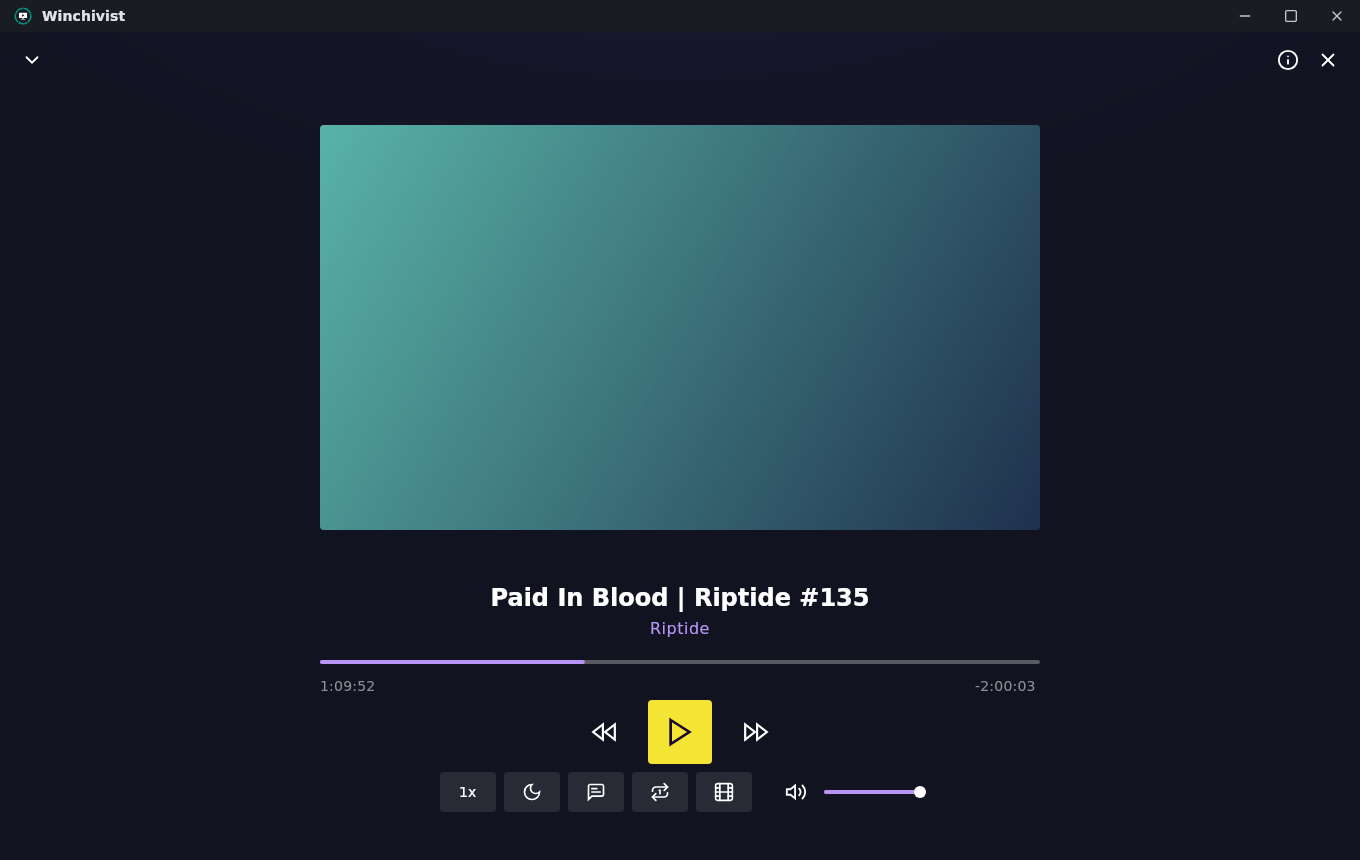 Winchivist
Paid In Blood | Riptide #135
Riptide
1:09:52
-2:00:03
1x